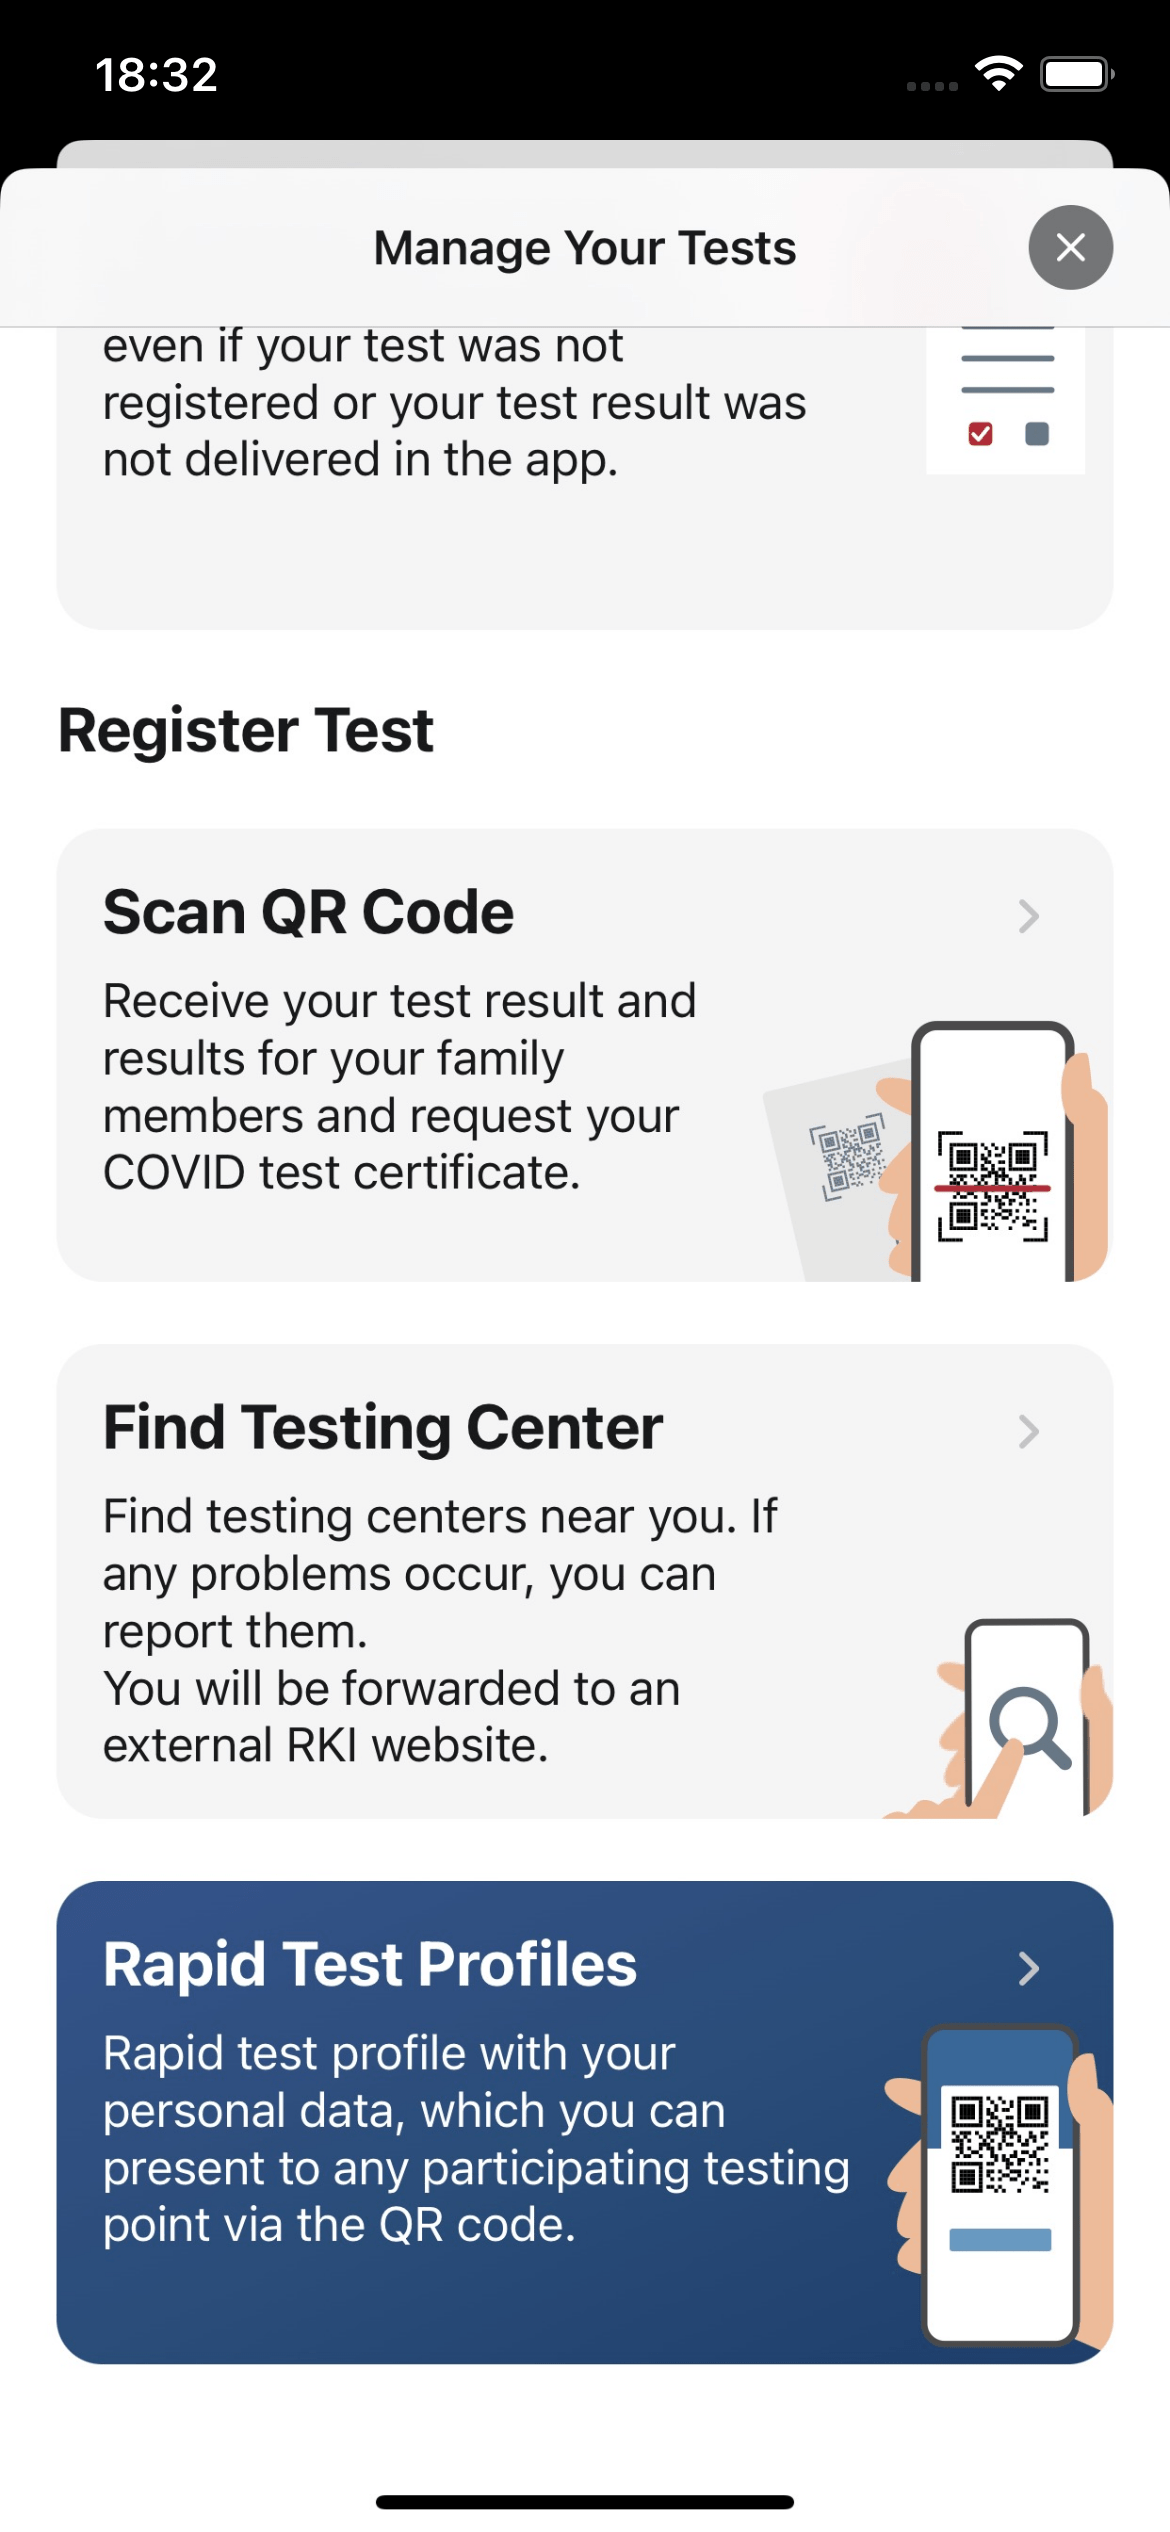 18:32
Manage Your Tests
even if your test was not
registered or your test result was
not delivered in the app.
Register Test
Scan QR Code
Receive your test result and
results for your family
members and request your
COVID test certificate.
Find Testing Center
Find testing centers near you. If
any problems occur, you can
report them.
You will be forwarded to an
external RKI website.
Rapid Test Profiles
Rapid test profile with your
personal data, which you can
present to any participating testing
point via the QR code.